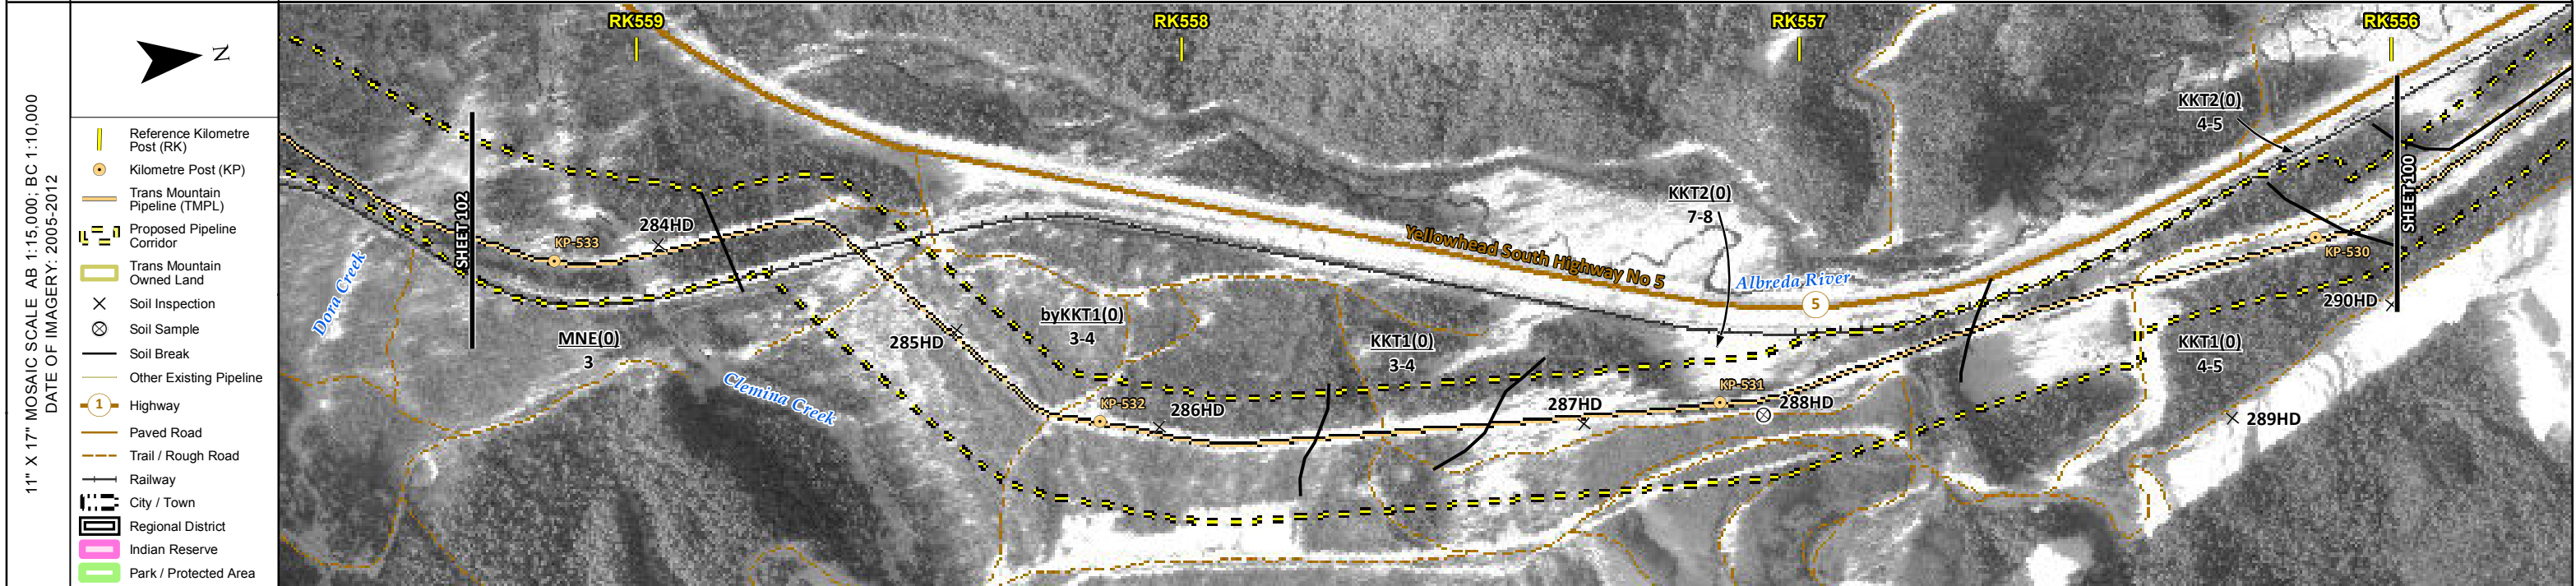 11" X 17" MOSAIC SCALE AB 1:15,000; BC 1:10,000
DATE OF IMAGERY: 2005-2012
N
Reference Kilometre
Post (RK)
Kilometre Post (KP)
Trans Mountain
Pipeline (TMPL)
Proposed Pipeline
Corridor
Trans Mountain
Owned Land
Soil Inspection
Soil Sample
Soil Break
Other Existing Pipeline
1 Highway
Paved Road
Trail / Rough Road
Railway
City / Town
Regional District
Indian Reserve
Park / Protected Area
RK559
RK558
RK557
RK556
SHEET 102
SHEET 100
Dora Creek
KP-533
284HD
MNE(0)
3
Clemina Creek
285HD
byKKT1(0)
3-4
KP-532
286HD
KKT1(0)
3-4
Yellowhead South Highway No 5
287HD
KKT2(0)
7-8
Albreda River
5
KP-531
288HD
KKT2(0)
4-5
KP-530
290HD
KKT1(0)
4-5
289HD